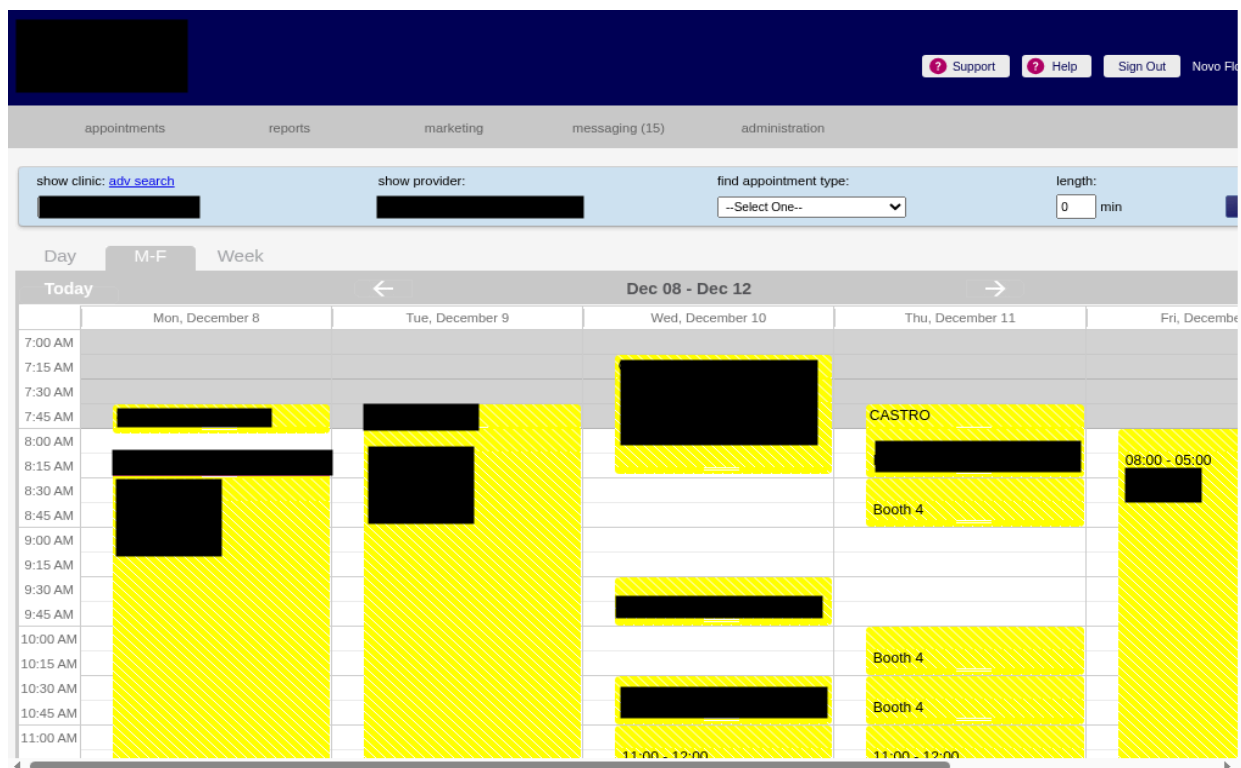 ? Support ? Help Sign Out Novo
appointments reports marketing messaging (15) administration
show clinic: adv search show provider: find appointment type: length:
--Select One-- 0 min
Day M-F Week
Today ← Dec 08 - Dec 12 →
Mon, December 8 Tue, December 9 Wed, December 10 Thu, December 11 Fri, Decembe
7:00 AM
7:15 AM
7:30 AM
7:45 AM CASTRO
8:00 AM
8:15 AM 08:00 - 05:00
8:30 AM
8:45 AM Booth 4
9:00 AM
9:15 AM
9:30 AM
9:45 AM
10:00 AM
10:15 AM Booth 4
10:30 AM
10:45 AM Booth 4
11:00 AM
11:00 - 12:00 11:00 - 12:00